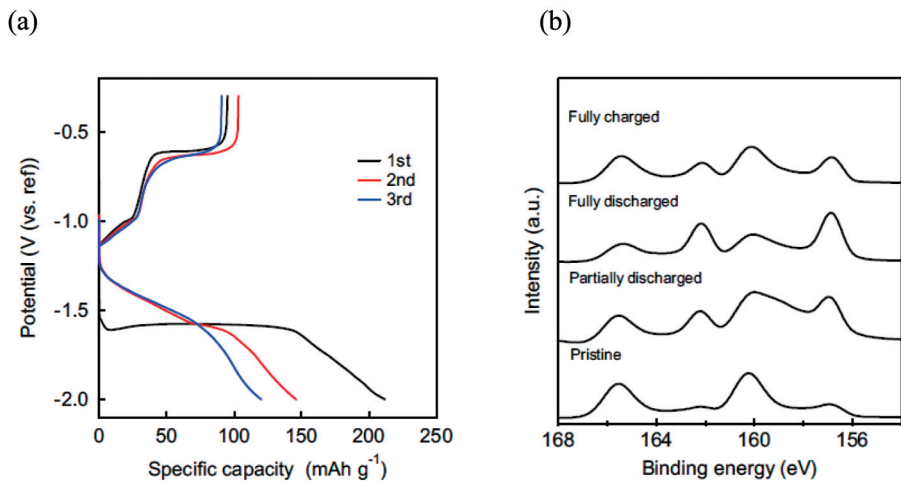 (a)
(b)
Potential (V (vs. ref))
-0.5
-1.0
-1.5
-2.0
1st
2nd
3rd
0 50 100 150 200 250
Specific capacity (mAh g⁻¹)
Intensity (a.u.)
Fully charged
Fully discharged
Partially discharged
Pristine
168 164 160 156
Binding energy (eV)